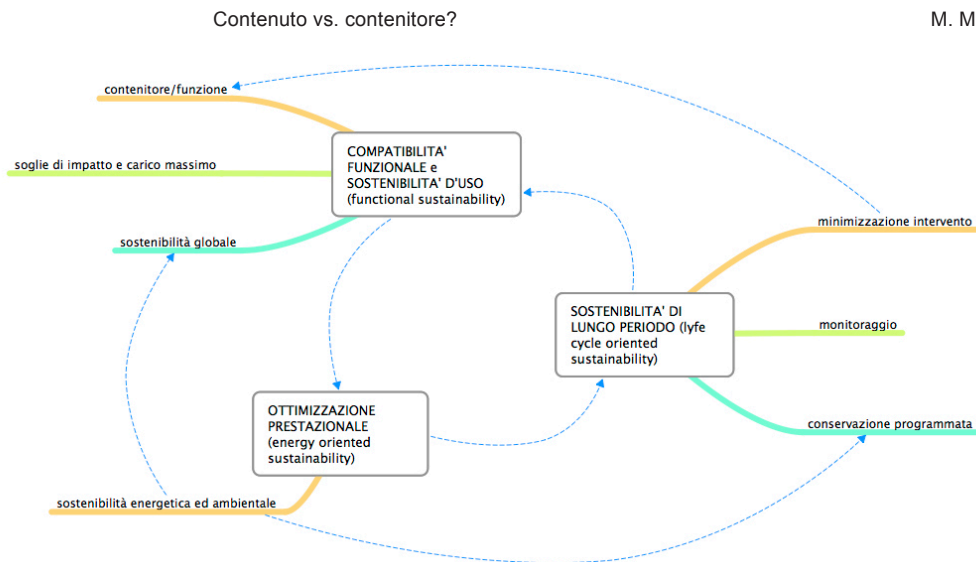 Contenuto vs. contenitore?
M. M
contenitore/funzione
COMPATIBILITA'
FUNZIONALE e
SOSTENIBILITA' D'USO
(functional sustainability)
soglie di impatto e carico massimo
sostenibilità globale
minimizzazione intervento
SOSTENIBILITA' DI
LUNGO PERIODO (lyfe
cycle oriented
sustainability)
monitoraggio
conservazione programmata
OTTIMIZZAZIONE
PRESTAZIONALE
(energy oriented
sustainability)
sostenibilità energetica ed ambientale